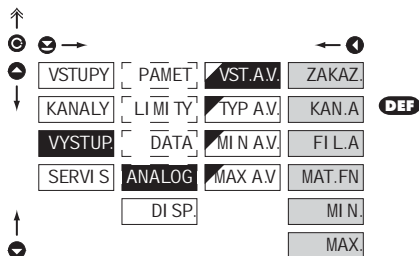 VSTUPY PAMET VST.A.V. ZAKAZ.
KANALY LIMITY TYP A.V. KAN.A DEF
VYSTUP. DATA MIN A.V. FIL.A
SERVIS ANALOG MAX A.V MAT.FN
DISP. MIN.
MAX.